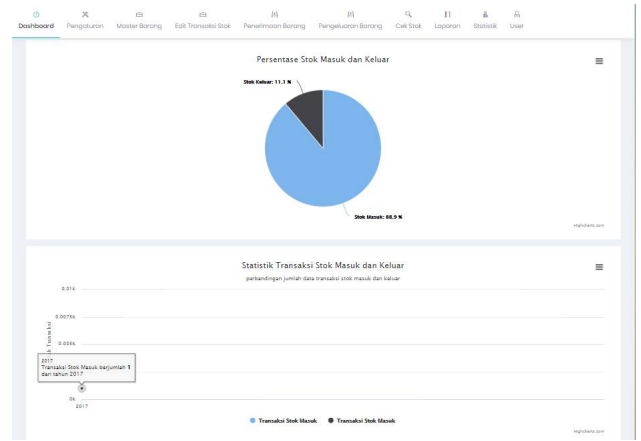 Dashboard Pengaturan Master Barang Edit Transaksi Stok Penerimaan Barang Pengeluaran Barang Cek Stok Laporan Statistik User
Persentase Stok Masuk dan Keluar
Stok Keluar: 11.1 %
Stok Masuk: 88.9 %
Highcharts.com
Statistik Transaksi Stok Masuk dan Keluar
perbandingan jumlah data transaksi stok masuk dan keluar
0.01k
0.0075k
0.005k
Transaksi
2017
Transaksi Stok Masuk berjumlah 1
dari tahun 2017
0k
2017
Transaksi Stok Masuk Transaksi Stok Masuk
Highcharts.com